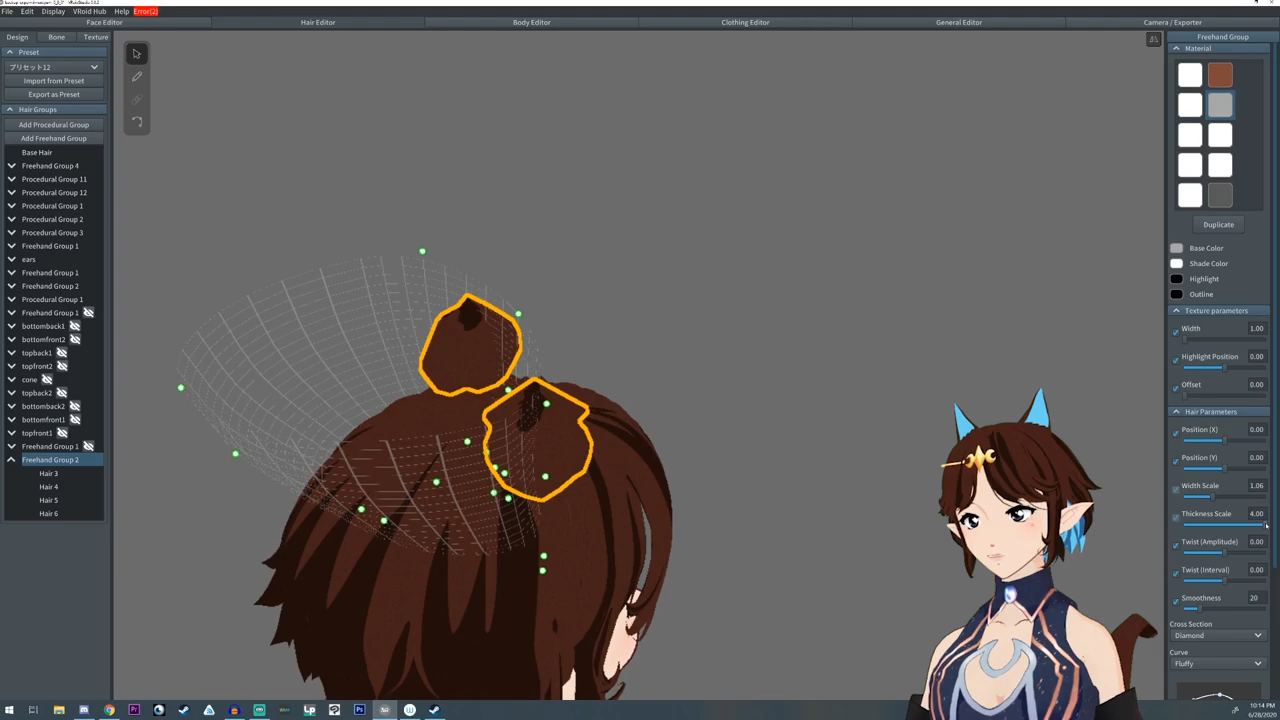 File Edit Display VRoid Hub Help Error(2)
Face Editor Hair Editor Body Editor Clothing Editor General Editor Camera / Exporter
Design Bone Texture
Preset
プリセット12
Import from Preset
Export as Preset
Hair Groups
Add Procedural Group
Add Freehand Group
Base Hair
Freehand Group 4
Procedural Group 11
Procedural Group 12
Procedural Group 1
Procedural Group 2
Procedural Group 3
Freehand Group 1
ears
Freehand Group 1
Freehand Group 2
Procedural Group 1
Freehand Group 1
bottomback1
bottomfront2
topback1
topfront2
cone
topback2
bottomback2
bottomfront1
topfront1
Freehand Group 1
Freehand Group 2
Hair 3
Hair 4
Hair 5
Hair 6
Freehand Group
Material
Duplicate
Base Color
Shade Color
Highlight
Outline
Texture parameters
Width 1.00
Highlight Position 0.00
Offset 0.00
Hair Parameters
Position (X) 0.00
Position (Y) 0.00
Width Scale 1.06
Thickness Scale 4.00
Twist (Amplitude) 0.00
Twist (Interval) 0.00
Smoothness 20
Cross Section
Diamond
Curve
Fluffy
10:14 PM
6/28/2020